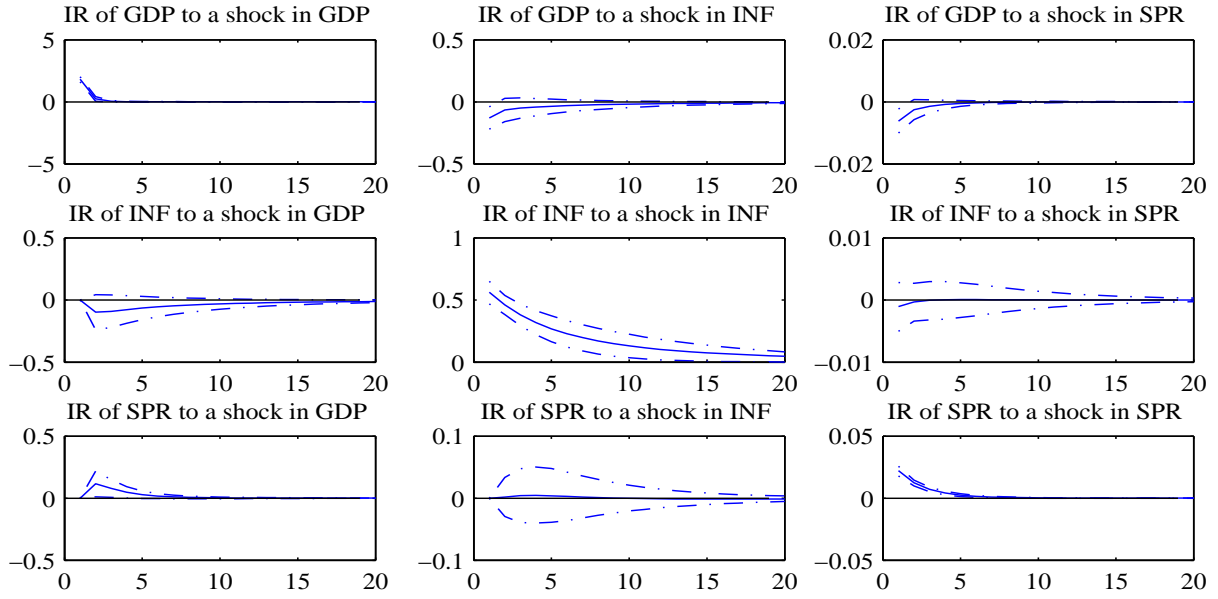 IR of GDP to a shock in GDP
IR of GDP to a shock in INF
IR of GDP to a shock in SPR
5
0
−5
0 5 10 15 20
0.5
0
−0.5
0 5 10 15 20
0.02
0
−0.02
0 5 10 15 20
IR of INF to a shock in GDP
IR of INF to a shock in INF
IR of INF to a shock in SPR
0.5
0
−0.5
0 5 10 15 20
1
0.5
0
0 5 10 15 20
0.01
0
−0.01
0 5 10 15 20
IR of SPR to a shock in GDP
IR of SPR to a shock in INF
IR of SPR to a shock in SPR
0.5
0
−0.5
0 5 10 15 20
0.1
0
−0.1
0 5 10 15 20
0.05
0
−0.05
0 5 10 15 20